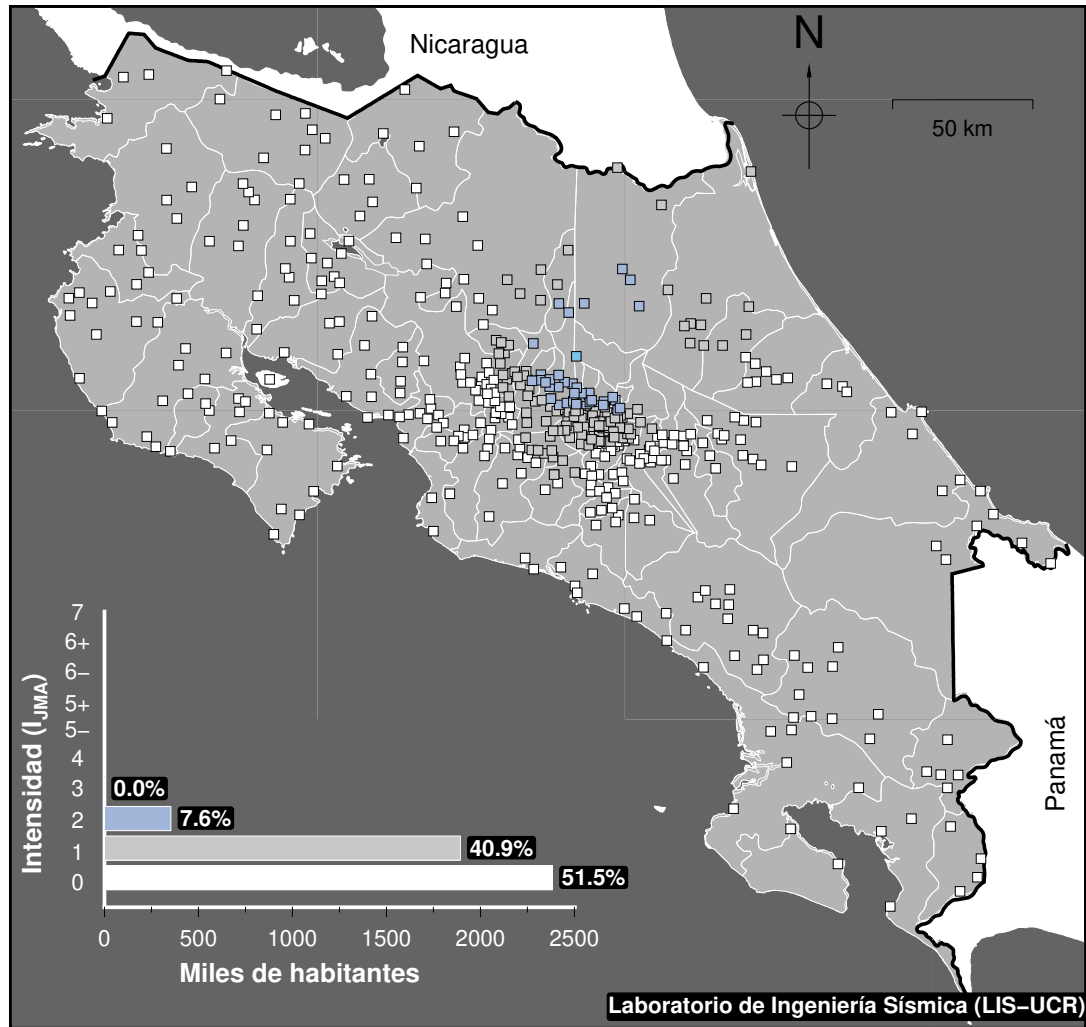 Nicaragua
N
50 km
Panamá
Intensidad (I_JMA)
7
6+
6−
5+
5−
4
3
2
1
0
0.0%
7.6%
40.9%
51.5%
0 500 1000 1500 2000 2500
Miles de habitantes
Laboratorio de Ingeniería Sísmica (LIS−UCR)